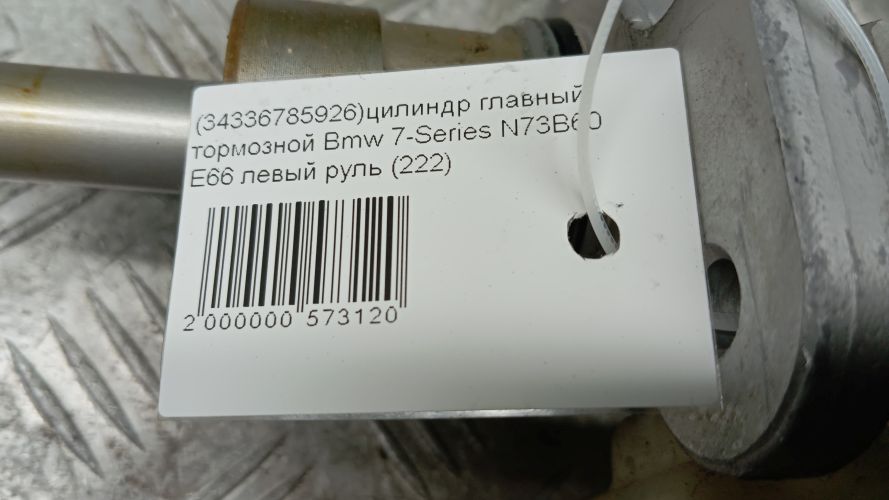 (34336785926)цилиндр главный
тормозной Bmw 7-Series N73B60
E66 левый руль (222)
2 000000 573120